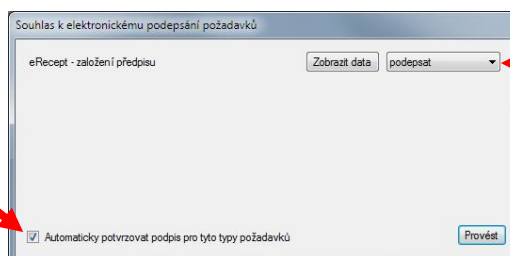 Souhlas k elektronickému podepsání požadavků
eRecept - založení předpisu Zobrazit data podepsat
Automaticky potvrzovat podpis pro tyto typy požadavků Provést